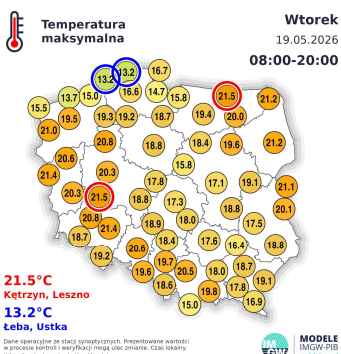 Temperatura
maksymalna
Wtorek
19.05.2026
08:00-20:00
13.2 13.2 16.7
15.5 13.7 15.0 16.6 14.7 15.8 21.5 21.2
21.0 19.5 19.3 19.2 18.7 19.4 20.0
20.6 20.8 18.8 18.4 19.6 21.2
21.4 20.3 15.8
20.3 21.5 17.8 17.1 19.1 21.1
18.8 17.3 18.8 20.1
20.8 21.4 18.9 18.0 17.5
18.7 18.4 17.6 16.4 18.8
19.2 20.6 19.7
19.6 20.5 18.0 18.7
18.6 19.0 17.8 19.1
15.0 16.9
21.5°C
Kętrzyn, Leszno
13.2°C
Łeba, Ustka
Dane operacyjne ze stacji synoptycznych. Prezentowane wartości
w procesie kontroli i weryfikacji mogą ulec zmianie. Czas lokalny.
IMGW
MODELE
IMGW-PIB